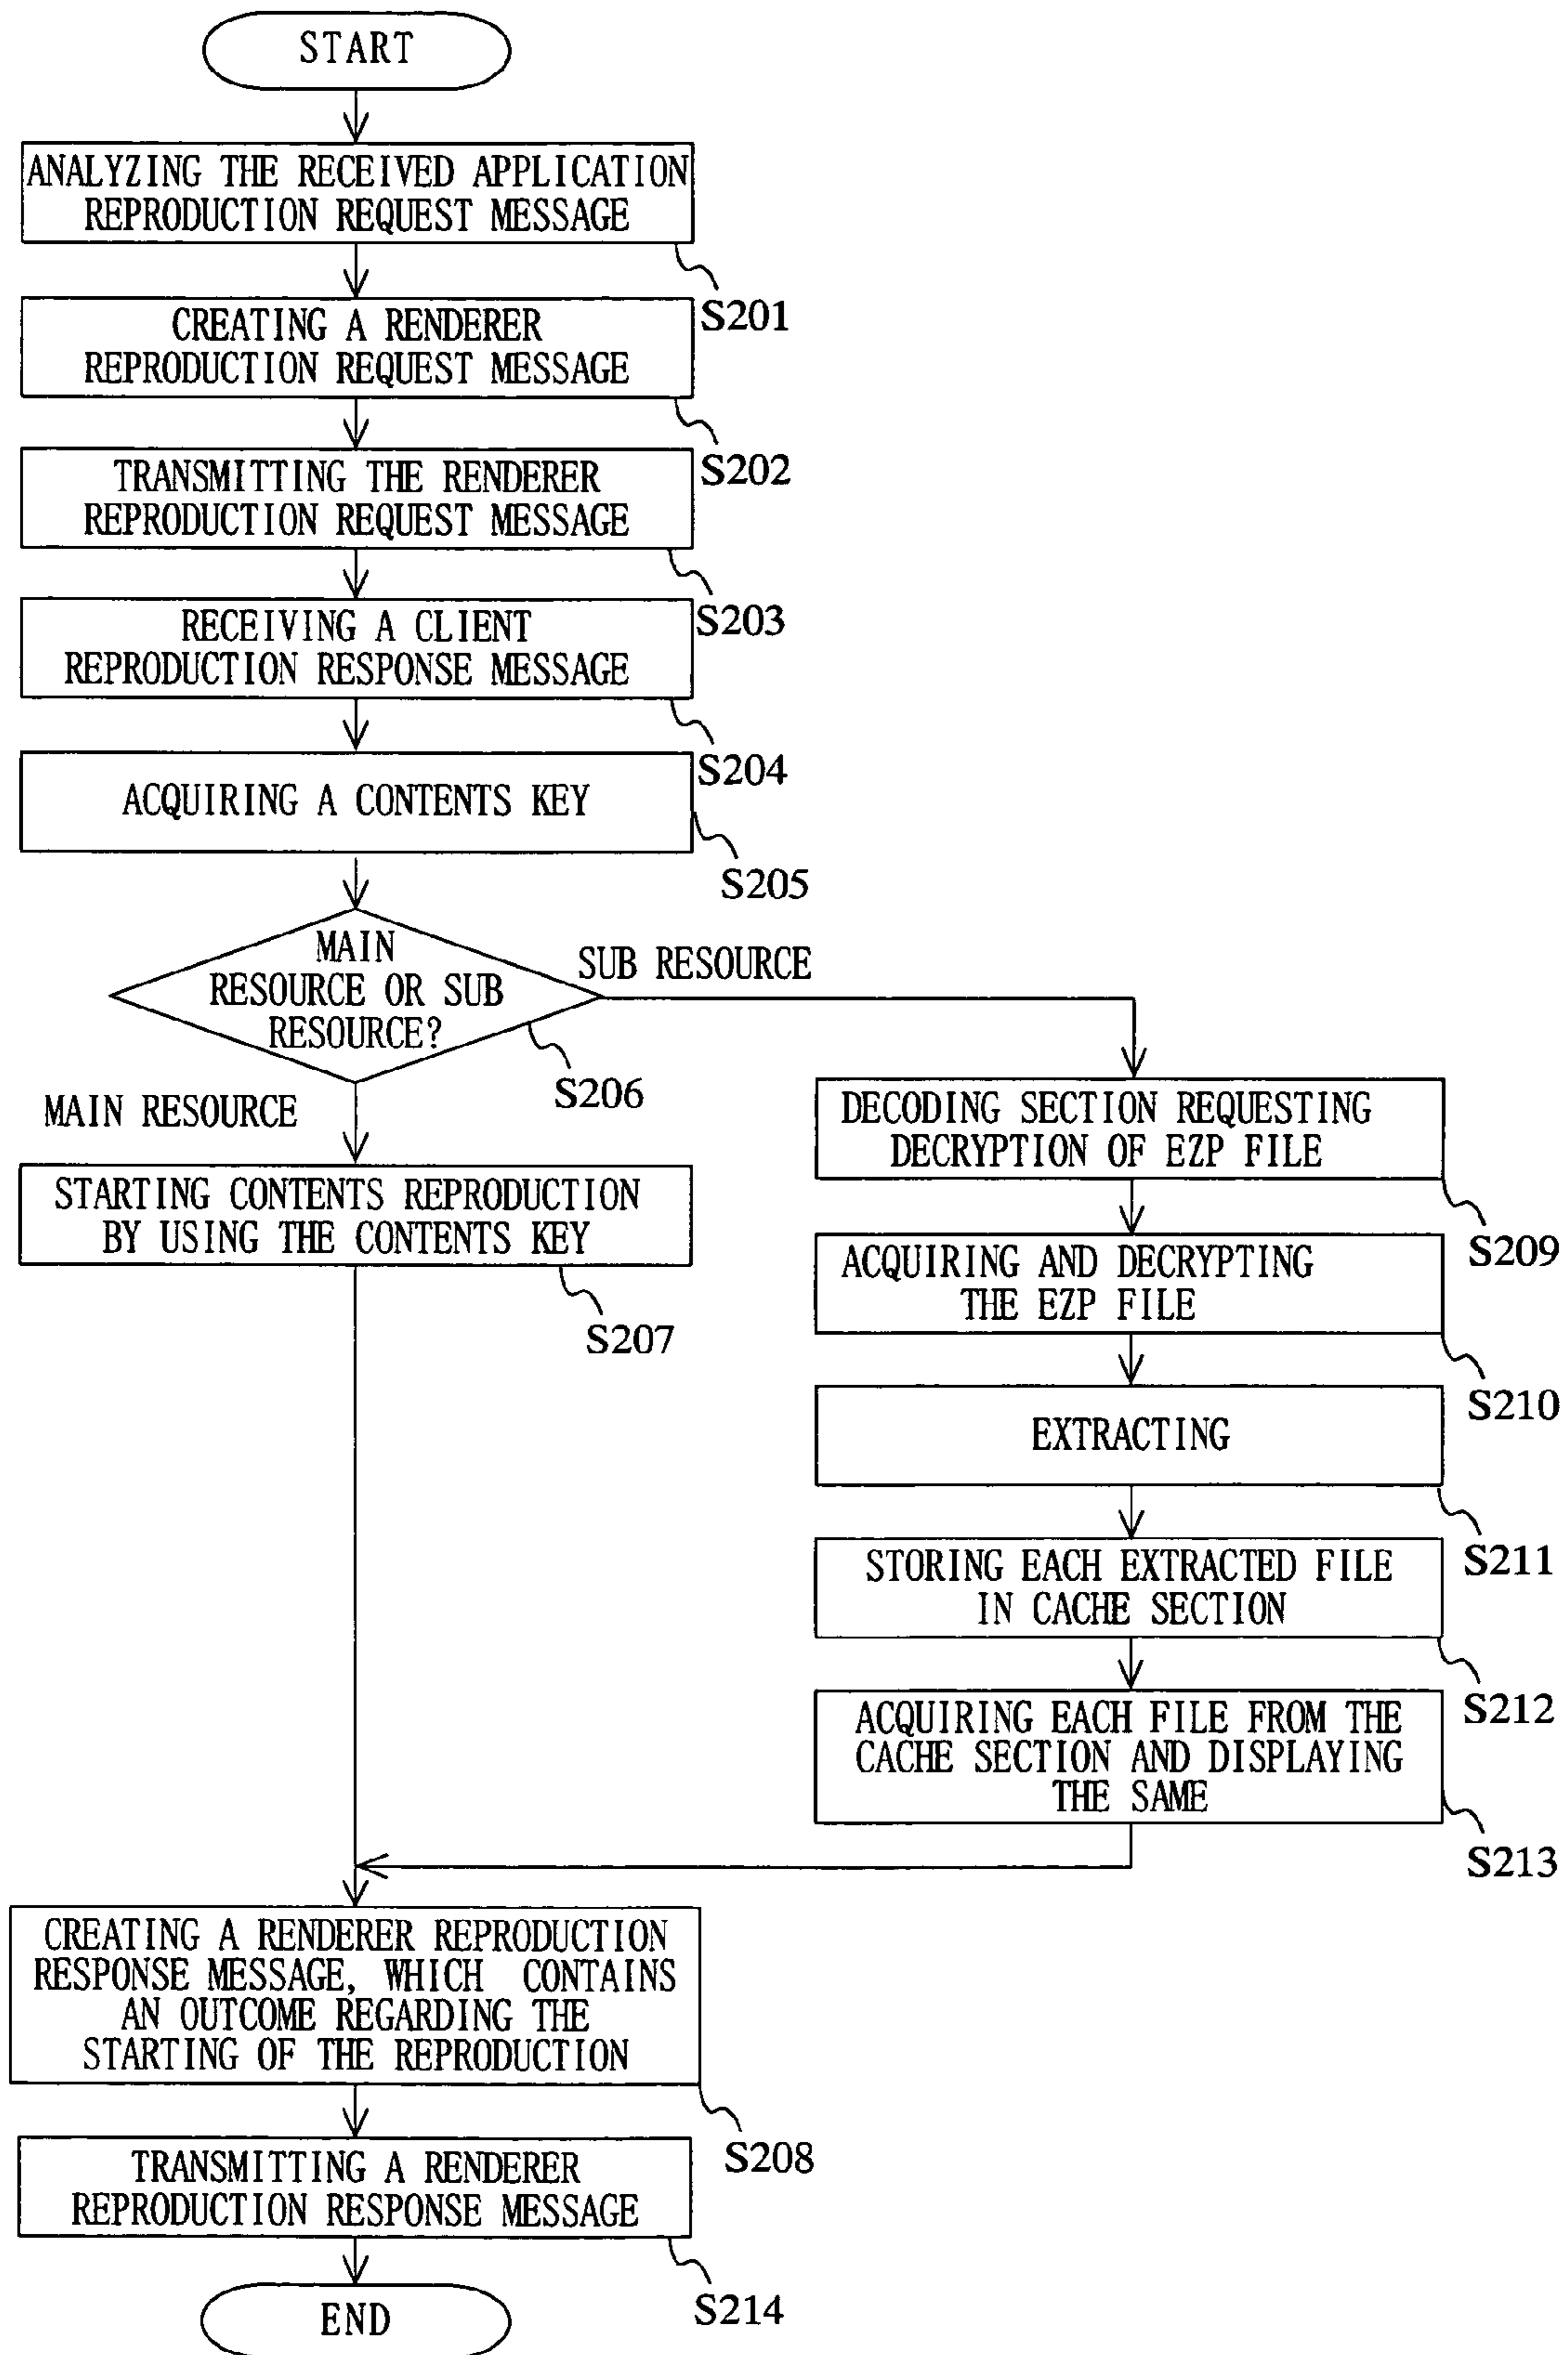 START
ANALYZING THE RECEIVED APPLICATION
REPRODUCTION REQUEST MESSAGE
S201
CREATING A RENDERER
REPRODUCTION REQUEST MESSAGE
S202
TRANSMITTING THE RENDERER
REPRODUCTION REQUEST MESSAGE
S203
RECEIVING A CLIENT
REPRODUCTION RESPONSE MESSAGE
S204
ACQUIRING A CONTENTS KEY
S205
MAIN
RESOURCE OR SUB
RESOURCE?
S206
SUB RESOURCE
MAIN RESOURCE
STARTING CONTENTS REPRODUCTION
BY USING THE CONTENTS KEY
S207
DECODING SECTION REQUESTING
DECRYPTION OF EZP FILE
S209
ACQUIRING AND DECRYPTING
THE EZP FILE
S210
EXTRACTING
S211
STORING EACH EXTRACTED FILE
IN CACHE SECTION
S212
ACQUIRING EACH FILE FROM THE
CACHE SECTION AND DISPLAYING
THE SAME
S213
CREATING A RENDERER REPRODUCTION
RESPONSE MESSAGE, WHICH CONTAINS
AN OUTCOME REGARDING THE
STARTING OF THE REPRODUCTION
S208
TRANSMITTING A RENDERER
REPRODUCTION RESPONSE MESSAGE
S214
END